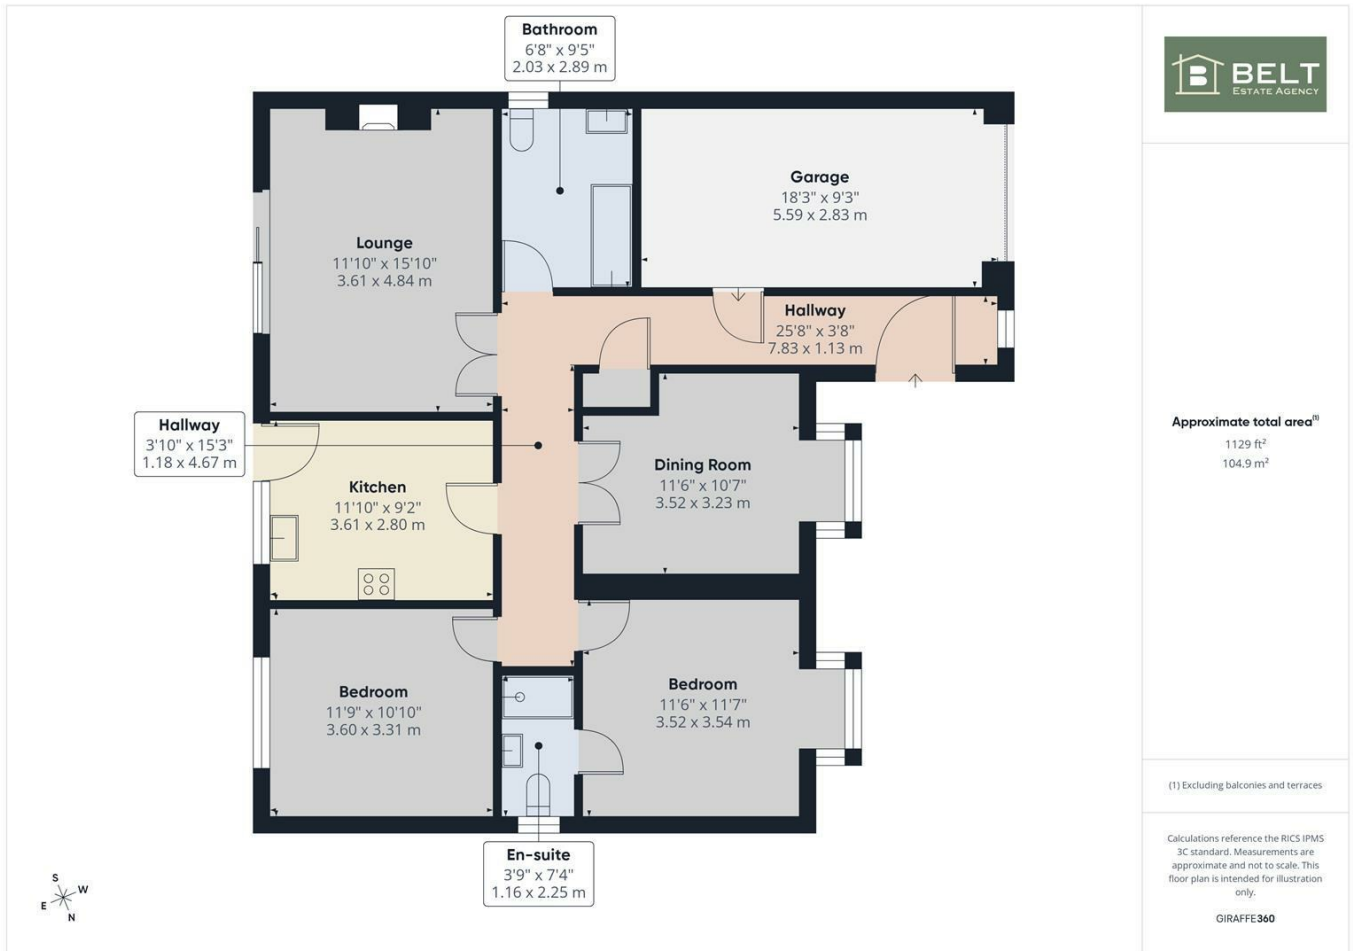 Bathroom
6'8" x 9'5"
2.03 x 2.89 m
BELT
ESTATE AGENCY
Garage
18'3" x 9'3"
5.59 x 2.83 m
Lounge
11'10" x 15'10"
3.61 x 4.84 m
Hallway
25'8" x 3'8"
7.83 x 1.13 m
Hallway
3'10" x 15'3"
1.18 x 4.67 m
Kitchen
11'10" x 9'2"
3.61 x 2.80 m
Dining Room
11'6" x 10'7"
3.52 x 3.23 m
Approximate total area⁽¹⁾
1129 ft²
104.9 m²
Bedroom
11'9" x 10'10"
3.60 x 3.31 m
Bedroom
11'6" x 11'7"
3.52 x 3.54 m
En-suite
3'9" x 7'4"
1.16 x 2.25 m
(1) Excluding balconies and terraces
Calculations reference the RICS IPMS
3C standard. Measurements are
approximate and not to scale. This
floor plan is intended for illustration
only.
GIRAFFE360
S
W
E
N